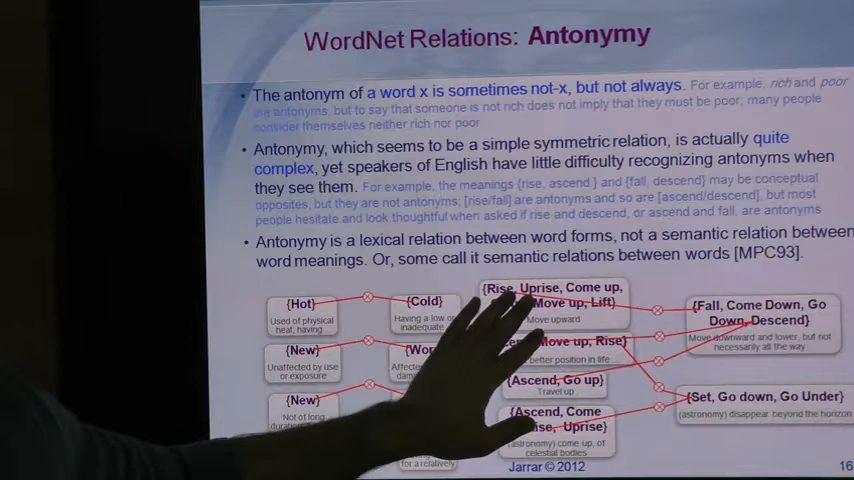 WordNet Relations: Antonymy
• The antonym of a word x is sometimes not-x, but not always. For example, rich and poor
are antonyms, but to say that someone is not rich does not imply that they must be poor; many people
consider themselves neither rich nor poor
• Antonymy, which seems to be a simple symmetric relation, is actually quite
complex, yet speakers of English have little difficulty recognizing antonyms when
they see them. For example, the meanings {rise, ascend } and {fall, descend} may be conceptual
opposites, but they are not antonyms; [rise/fall] are antonyms and so are [ascend/descend], but most
people hesitate and look thoughtful when asked if rise and descend, or ascend and fall, are antonyms
• Antonymy is a lexical relation between word forms, not a semantic relation between
word meanings. Or, some call it semantic relations between words [MPC93].
{Hot}
Used of physical
heat, having
{Cold}
Having a low or
inadequate
{New}
Unaffected by use
or exposure
{New}
Not of long
{Rise, Uprise, Come up,
Move up, Lift}
Move upward
Move up, Rise}
better position in life
{Ascend, Go up}
Travel up
{Ascend, Come
Uprise}
(astronomy) come up, of
celestial bodies
{Fall, Come Down, Go
Down, Descend}
Move downward and lower, but not
necessarily all the way
{Set, Go down, Go Under}
(astronomy) disappear beyond the horizon
for a relatively
Jarrar © 2012
16